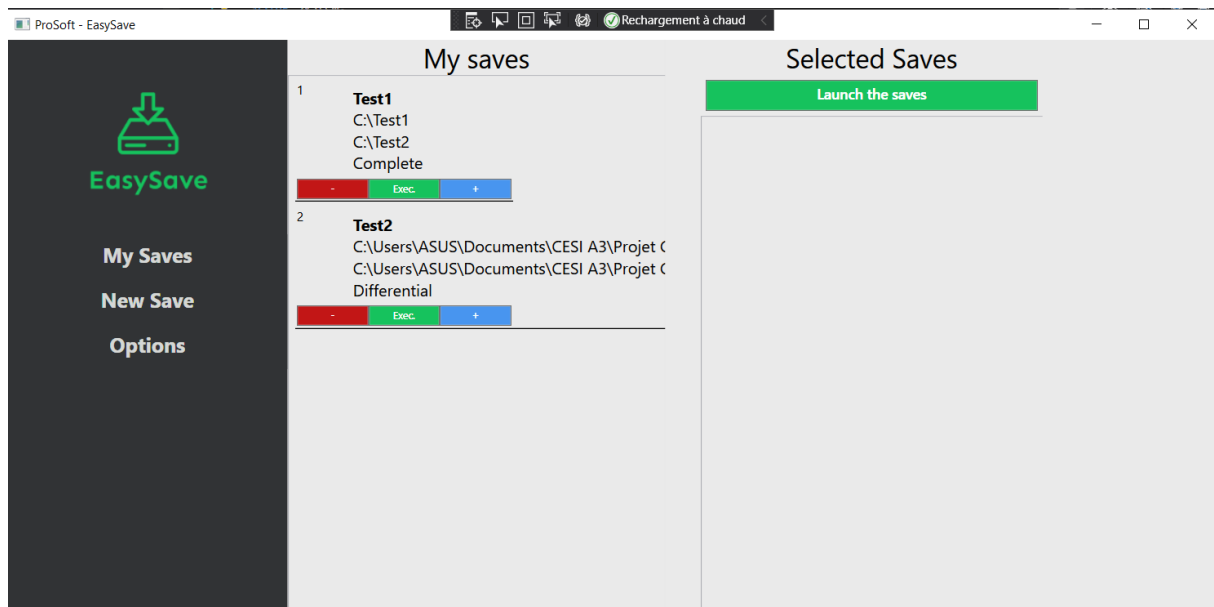 ProSoft - EasySave
Rechargement à chaud
EasySave
My Saves
New Save
Options
My saves
1
Test1
C:\Test1
C:\Test2
Complete
- Exec. +
2
Test2
C:\Users\ASUS\Documents\CESI A3\Projet
C:\Users\ASUS\Documents\CESI A3\Projet
Differential
- Exec. +
Selected Saves
Launch the saves